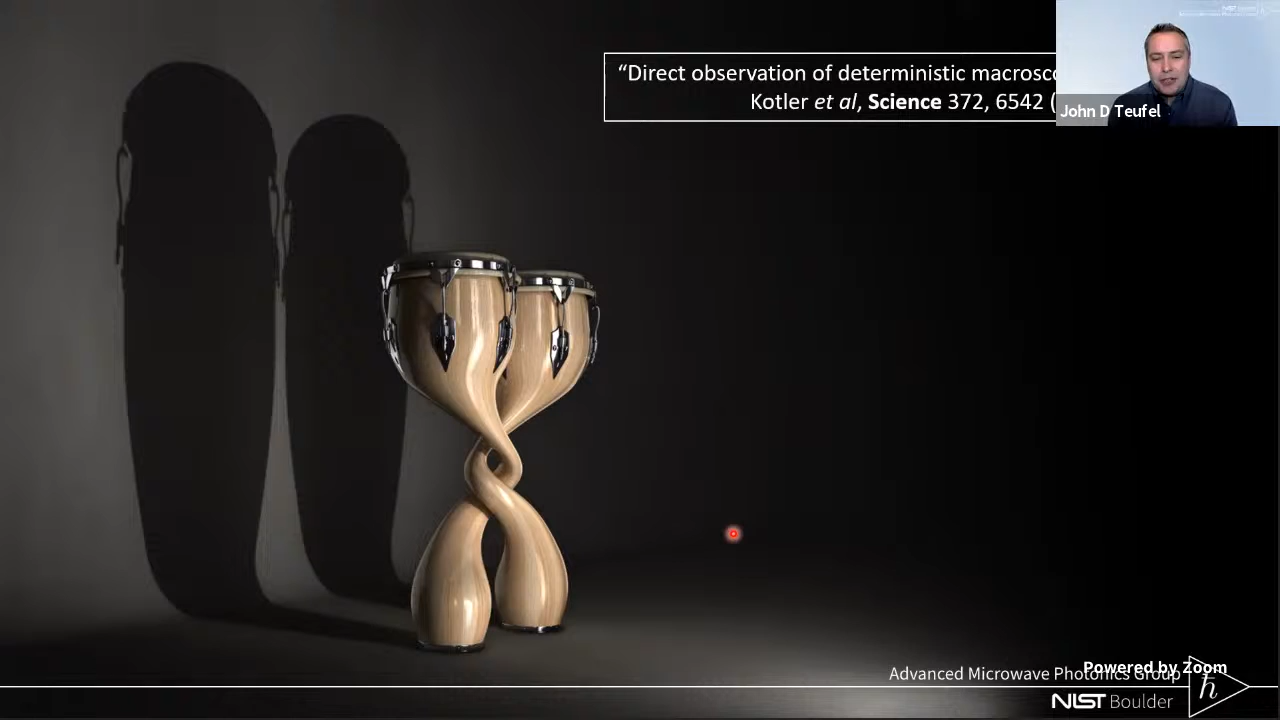 “Direct observation of deterministic
Kotler et al, Science 372, 6542 (
John D Teufel
Advanced Microwave Photonics Group
Powered by Zoom
NIST Boulder
ħ